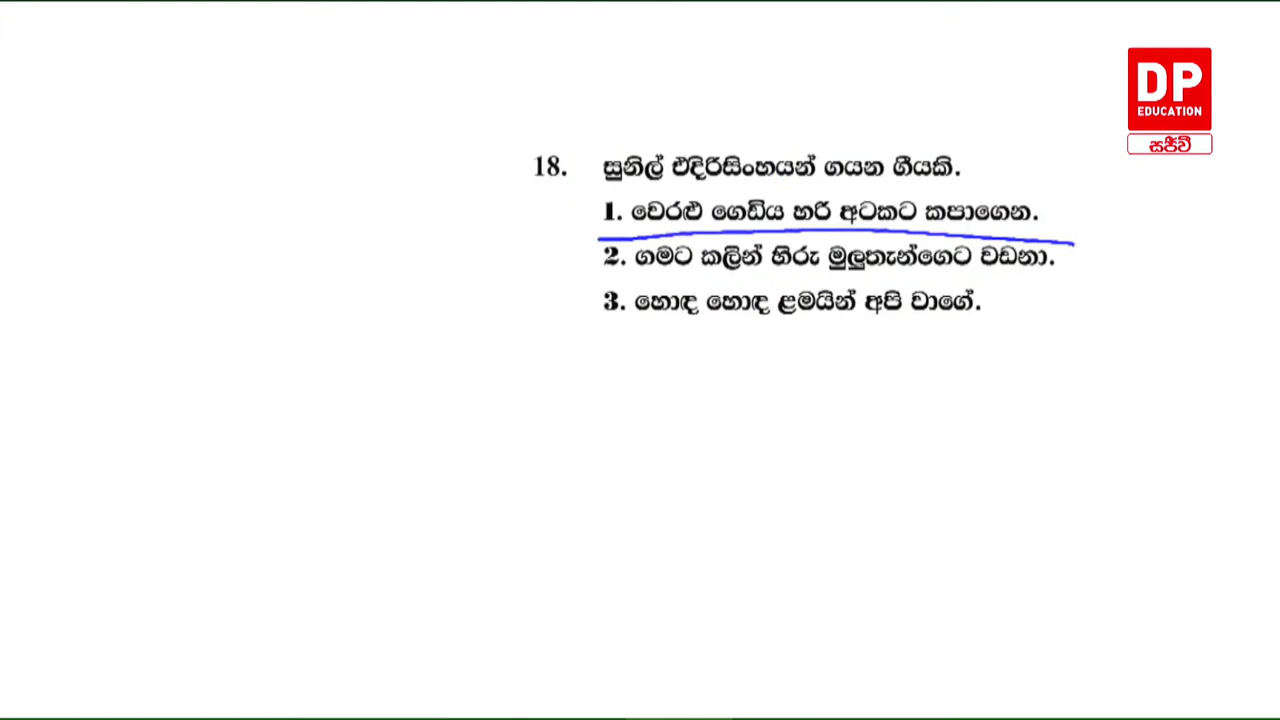 DP
EDUCATION
සජීවී
18. සුනිල් එදිරිසිංහයන් ගයන ගීයකි.
1. වෙරළු ගෙඩිය හරි අටකට කපාගෙන.
2. ගමට කලින් හිරු මුලුතැන්ගෙට වඩනා.
3. හොඳ හොඳ ළමයින් අපි වාගේ.